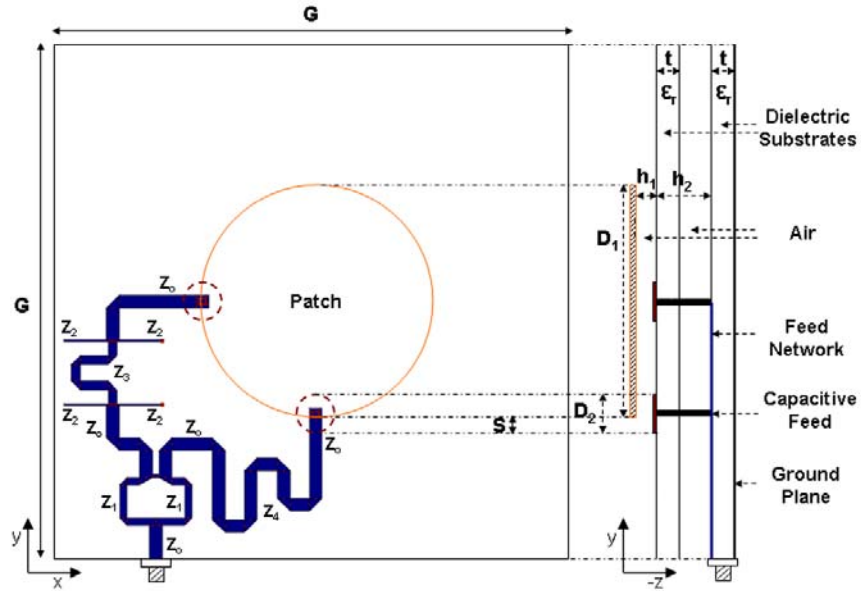 G
t
t
εr
εr
Dielectric
Substrates
h1
h2
D1
Air
G
Zo
Patch
Z2
Z2
Feed
Network
Z3
Z2
Z2
D2
Capacitive
Feed
S
Zo
Zo
Zo
Z1
Z1
Z4
Ground
Plane
Zo
y
x
y
-z